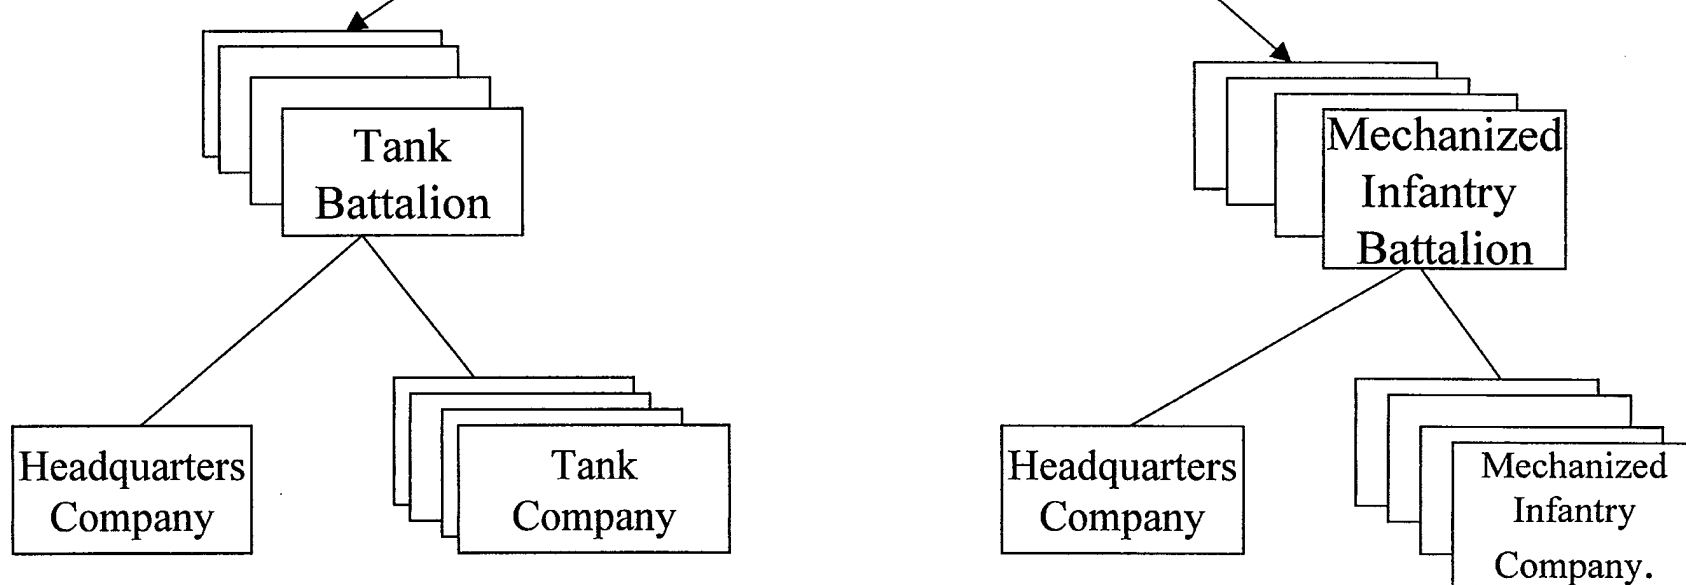 Tank
Battalion
Mechanized
Infantry
Battalion
Headquarters
Company
Tank
Company
Headquarters
Company
Mechanized
Infantry
Company.